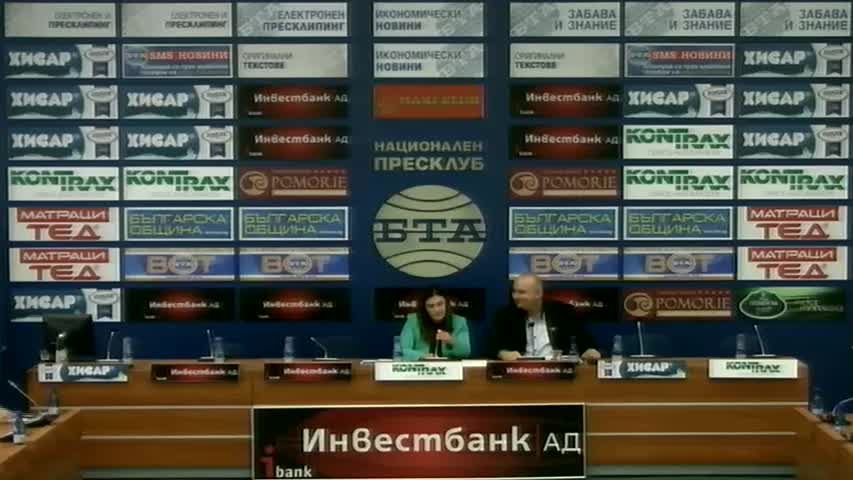 ЕЛЕКТРОНЕН И
ПРЕСКЛИПИНГ
ЕЛЕКТРОНЕН И
ПРЕСКЛИПИНГ
ЕЛЕКТРОНЕН
ПРЕСКЛИПИНГ
ИКОНОМИЧЕСКИ
НОВИНИ
ЗАБАВА
И ЗНАНИЕ
ЗАБАВА
И ЗНАНИЕ
ЗАБАВА
И ЗНАНИЕ
ХИСАР
SMS НОВИНИ
ОРИГИНАЛНИ
ТЕКСТОВЕ
ИКОНОМИЧЕСКИ
НОВИНИ
ОРИГИНАЛНИ
ТЕКСТОВЕ
SMS НОВИНИ
ХИСАР
ХИСАР
ХИСАР
Инвестбанк АД
Инвестбанк АД
ХИСАР
ХИСАР
ХИСАР
ХИСАР
Инвестбанк АД
НАЦИОНАЛЕН
ПРЕСКЛУБ
Инвестбанк АД
KONTRAX
ХИСАР
KONTRAX
KONTRAX
POMORIE
POMORIE
KONTRAX
KONTRAX
МАТРАЦИ
ТЕД
БЪЛГАРСКА
ОБЩИНА
БЪЛГАРСКА
ОБЩИНА
БТА
БЪЛГАРСКА
ОБЩИНА
БЪЛГАРСКА
ОБЩИНА
МАТРАЦИ
ТЕД
МАТРАЦИ
ТЕД
ВОТ
ВОТ
ВОТ
ВОТ
МАТРАЦИ
ТЕД
ХИСАР
Инвестбанк АД
Инвестбанк АД
POMORIE
ХИСАР
Инвестбанк АД
Инвестбанк АД
KONTRAX
Инвестбанк АД
ХИСАР
KONTRAX
Инвестбанк АД
ibank